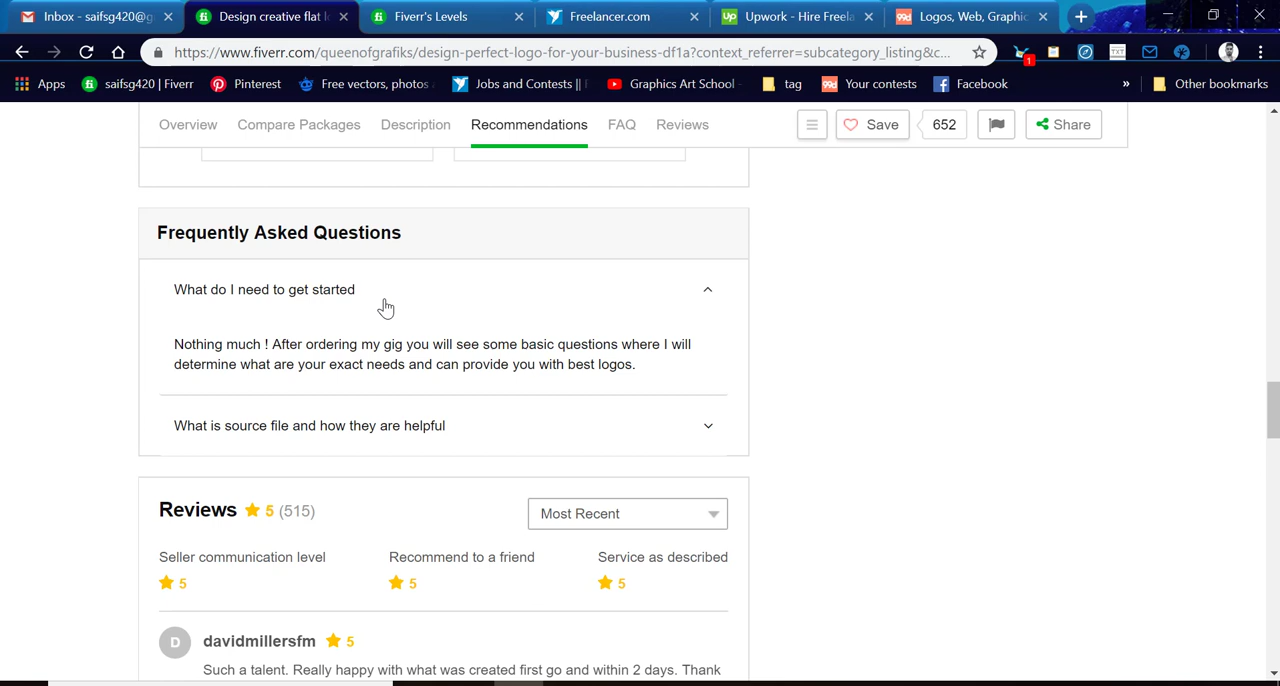 Inbox - saifsg420@g
Design creative flat l
Fiverr's Levels
Freelancer.com
Up Upwork - Hire Freela
99d Logos, Web, Graphic
https://www.fiverr.com/queenofgrafiks/design-perfect-logo-for-your-business-df1a?context_referrer=subcategory_listing&c...
TXT
1
Apps
fi saifsg420 | Fiverr
Pinterest
Free vectors, photos
Jobs and Contests ||
Graphics Art School -
tag
99d Your contests
Facebook
»
Other bookmarks
Overview
Compare Packages
Description
Recommendations
FAQ
Reviews
Save
652
Share
Frequently Asked Questions
What do I need to get started
Nothing much ! After ordering my gig you will see some basic questions where I will
determine what are your exact needs and can provide you with best logos.
What is source file and how they are helpful
Reviews 5 (515)
Most Recent
Seller communication level
Recommend to a friend
Service as described
5
5
5
D
davidmillersfm 5
Such a talent. Really happy with what was created first go and within 2 days. Thank